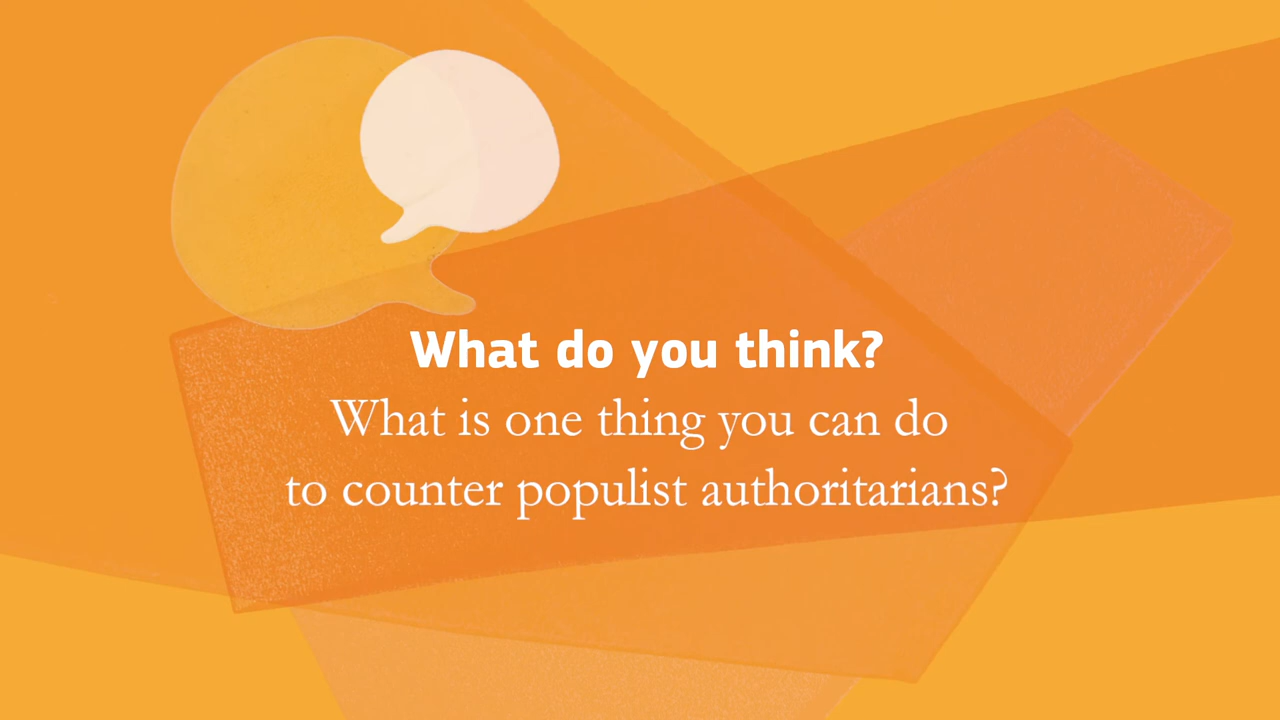 What do you think?
What is one thing you can do
to counter populist authoritarians?